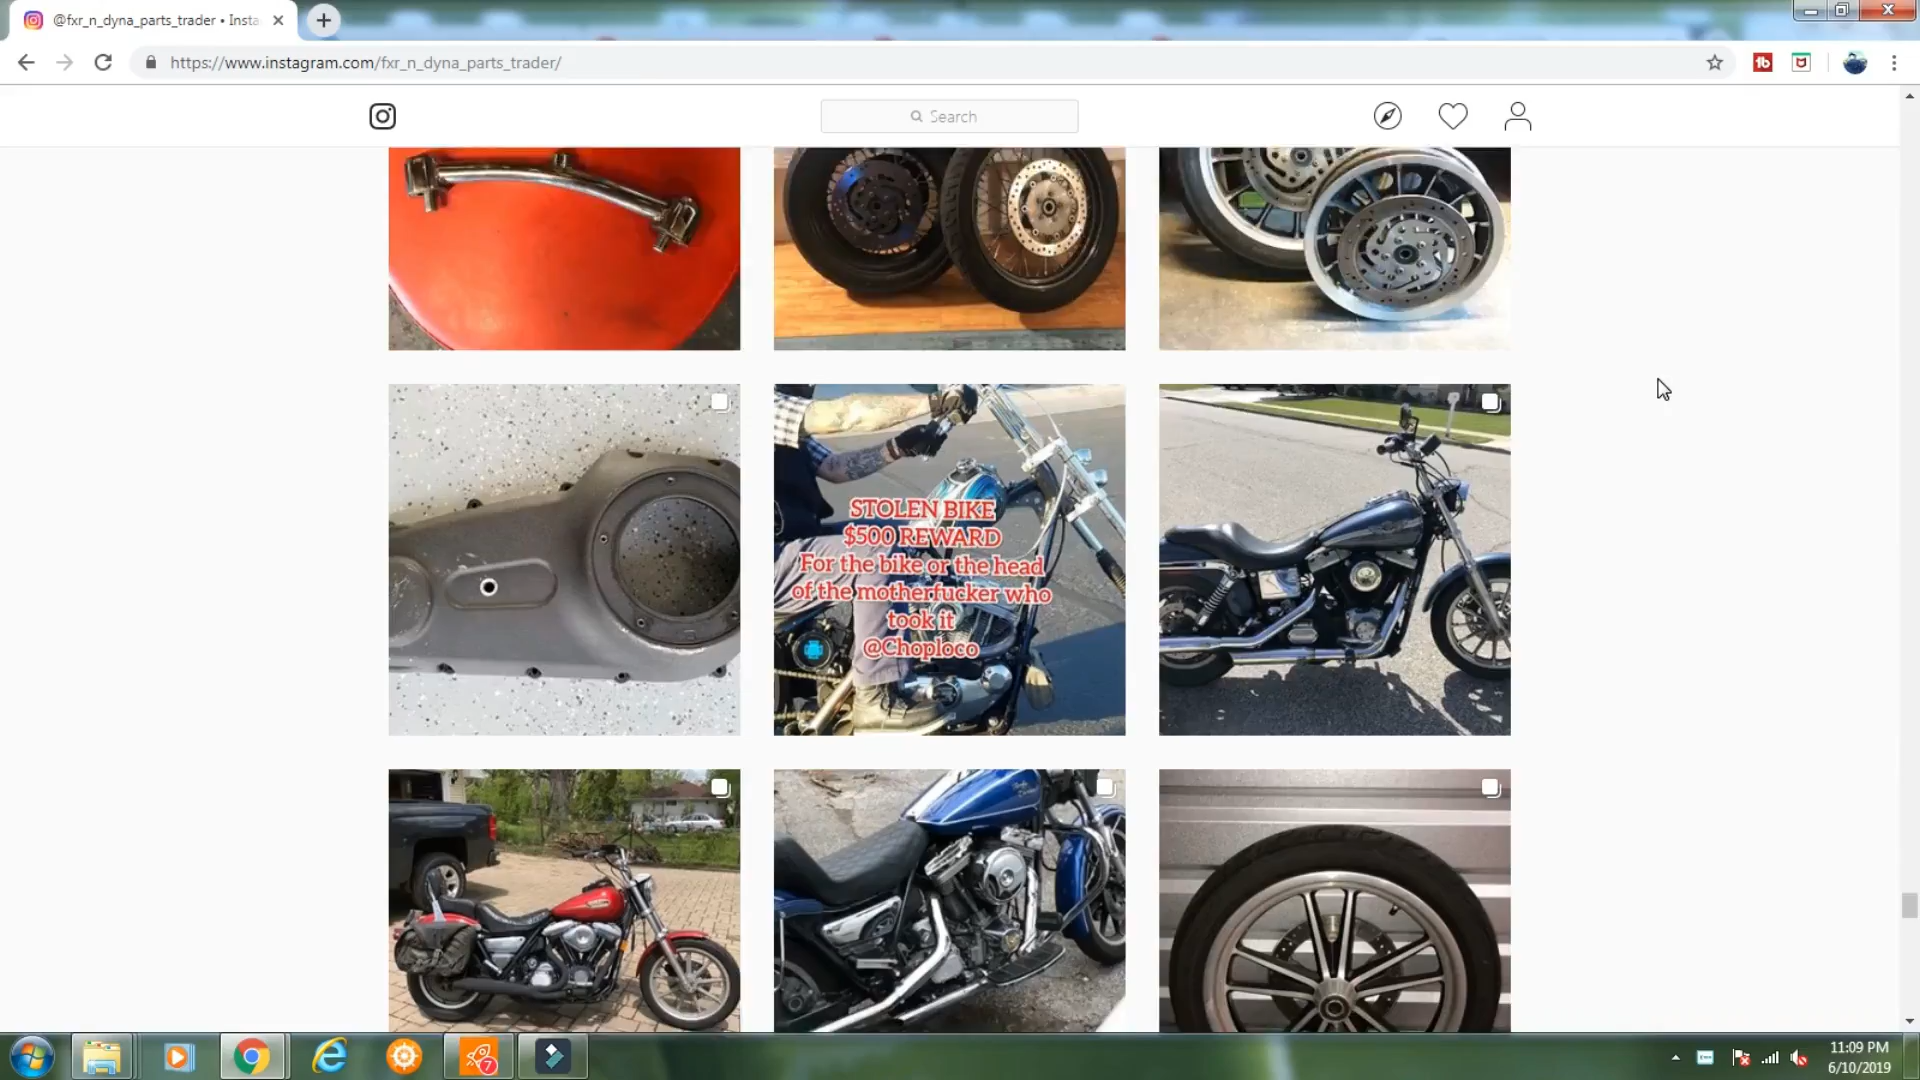 @fxr_n_dyna_parts_trader • Insta
https://www.instagram.com/fxr_n_dyna_parts_trader/
Search
STOLEN BIKE
$500 REWARD
For the bike or the head
of the motherfucker who
took it
@Choploco
7
11:09 PM
6/10/2019